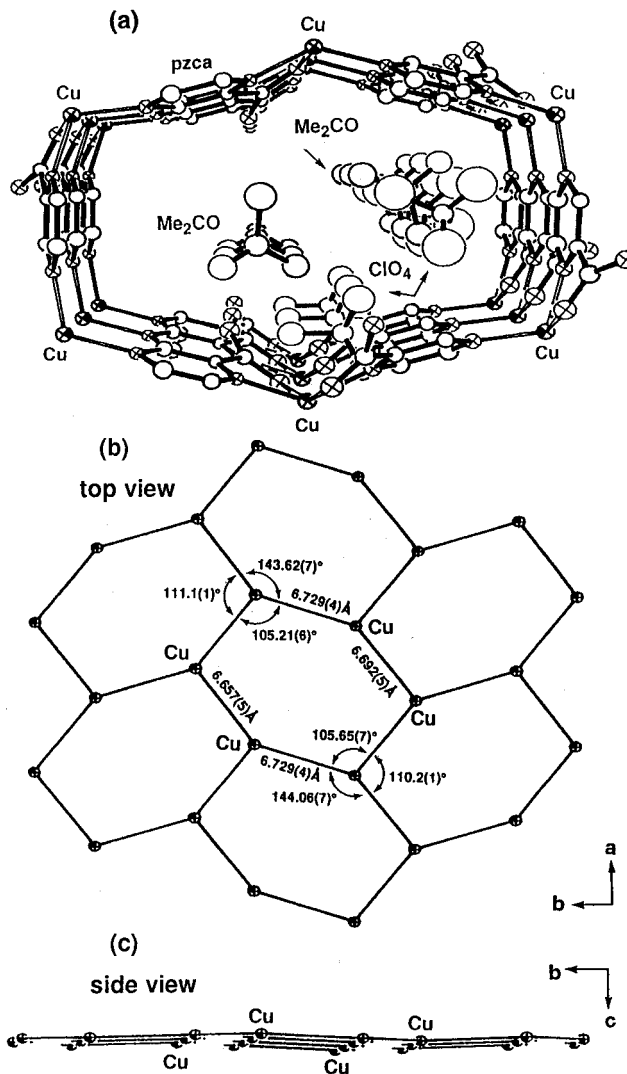 (a)
Cu
pzca
Cu
Cu
Me₂CO
Me₂CO
ClO₄
Cu
Cu
Cu
(b)
top view
143.62(7)°
111.1(1)°
6.729(4)Å
105.21(6)°
Cu
Cu
6.692(5)Å
6.657(5)Å
Cu
Cu
105.65(7)°
6.729(4)Å
110.2(1)°
144.06(7)°
a
b
(c)
side view
b
c
Cu
Cu
Cu
Cu
Cu